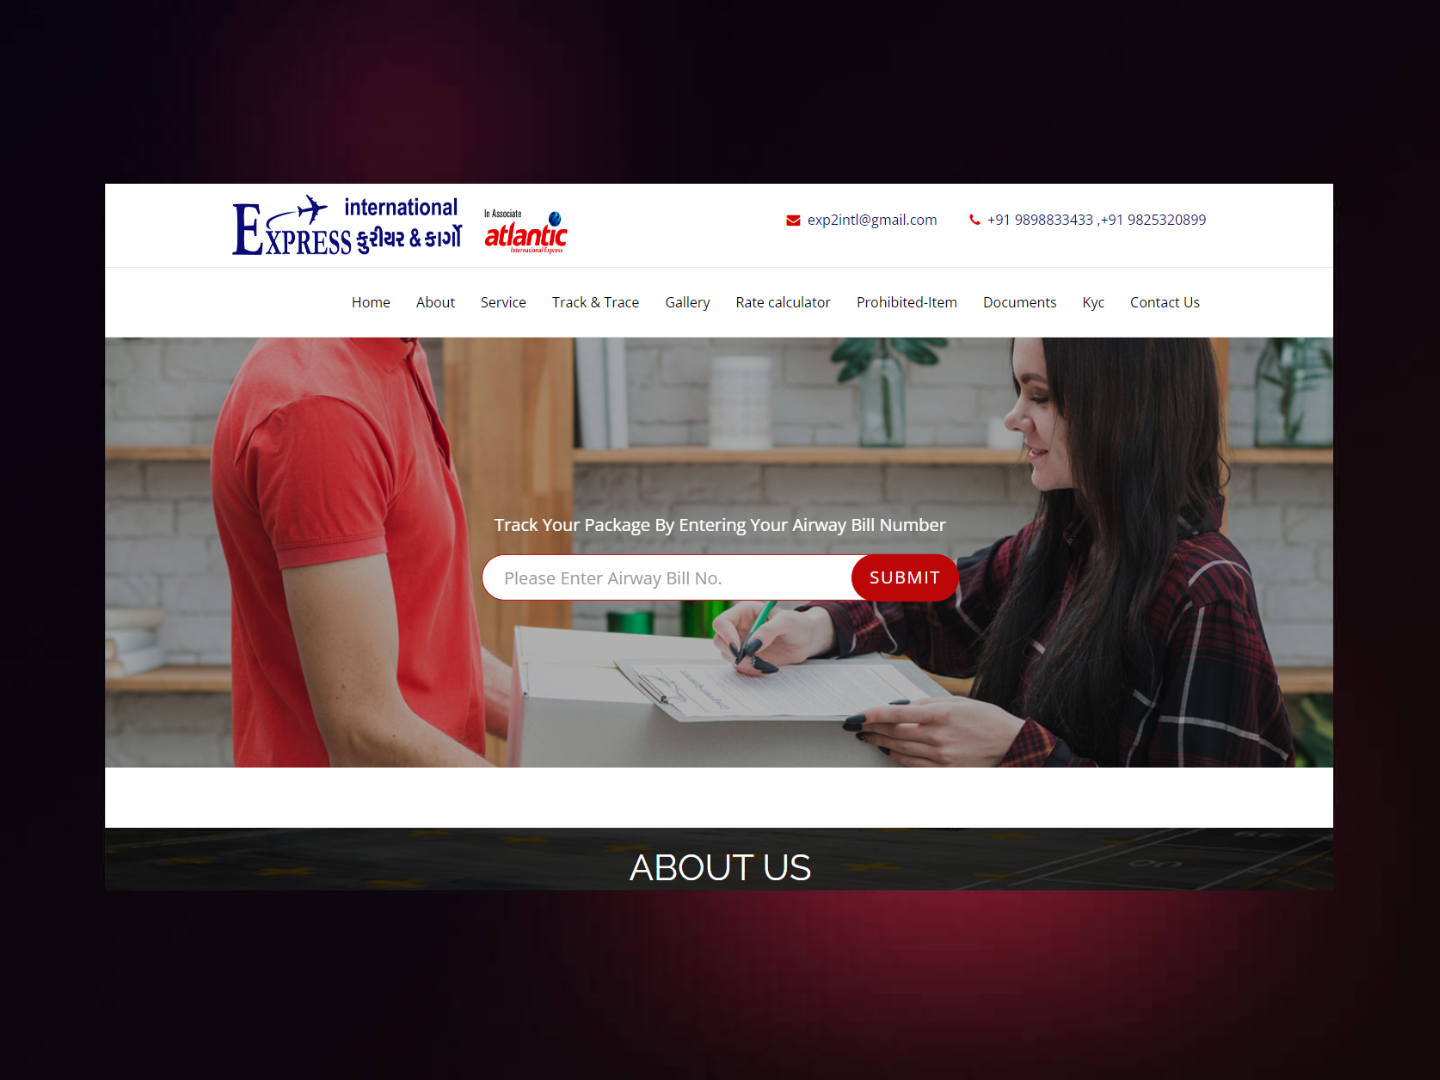 international
EXPRESS કુરીયર & કાર્ગો
In Associate
atlantic
International Express
exp2intl@gmail.com
+91 9898833433 ,+91 9825320899
Home About Service Track & Trace Gallery Rate calculator Prohibited-Item Documents Kyc Contact Us
Track Your Package By Entering Your Airway Bill Number
Please Enter Airway Bill No.
SUBMIT
ABOUT US